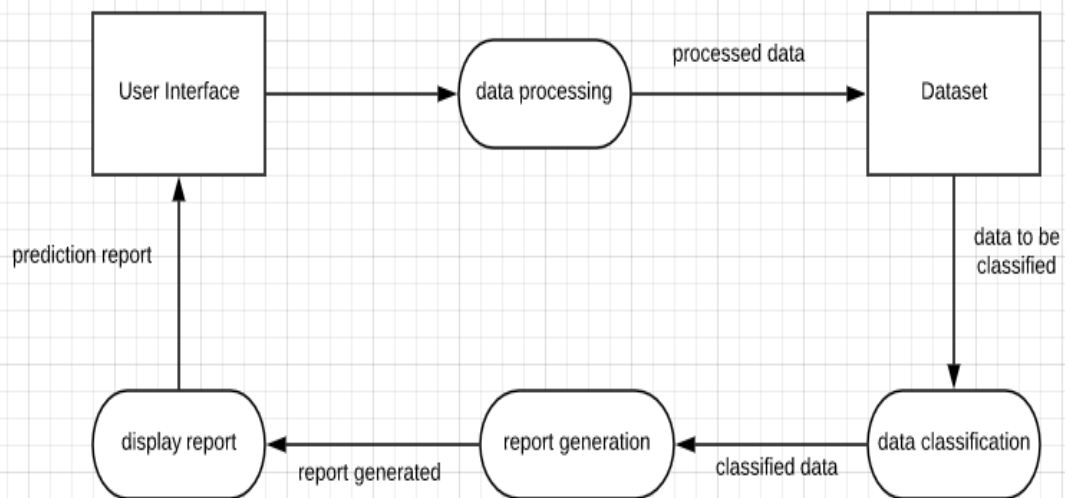 processed data
User Interface
data processing
Dataset
prediction report
data to be
classified
display report
report generation
data classification
report generated
classified data